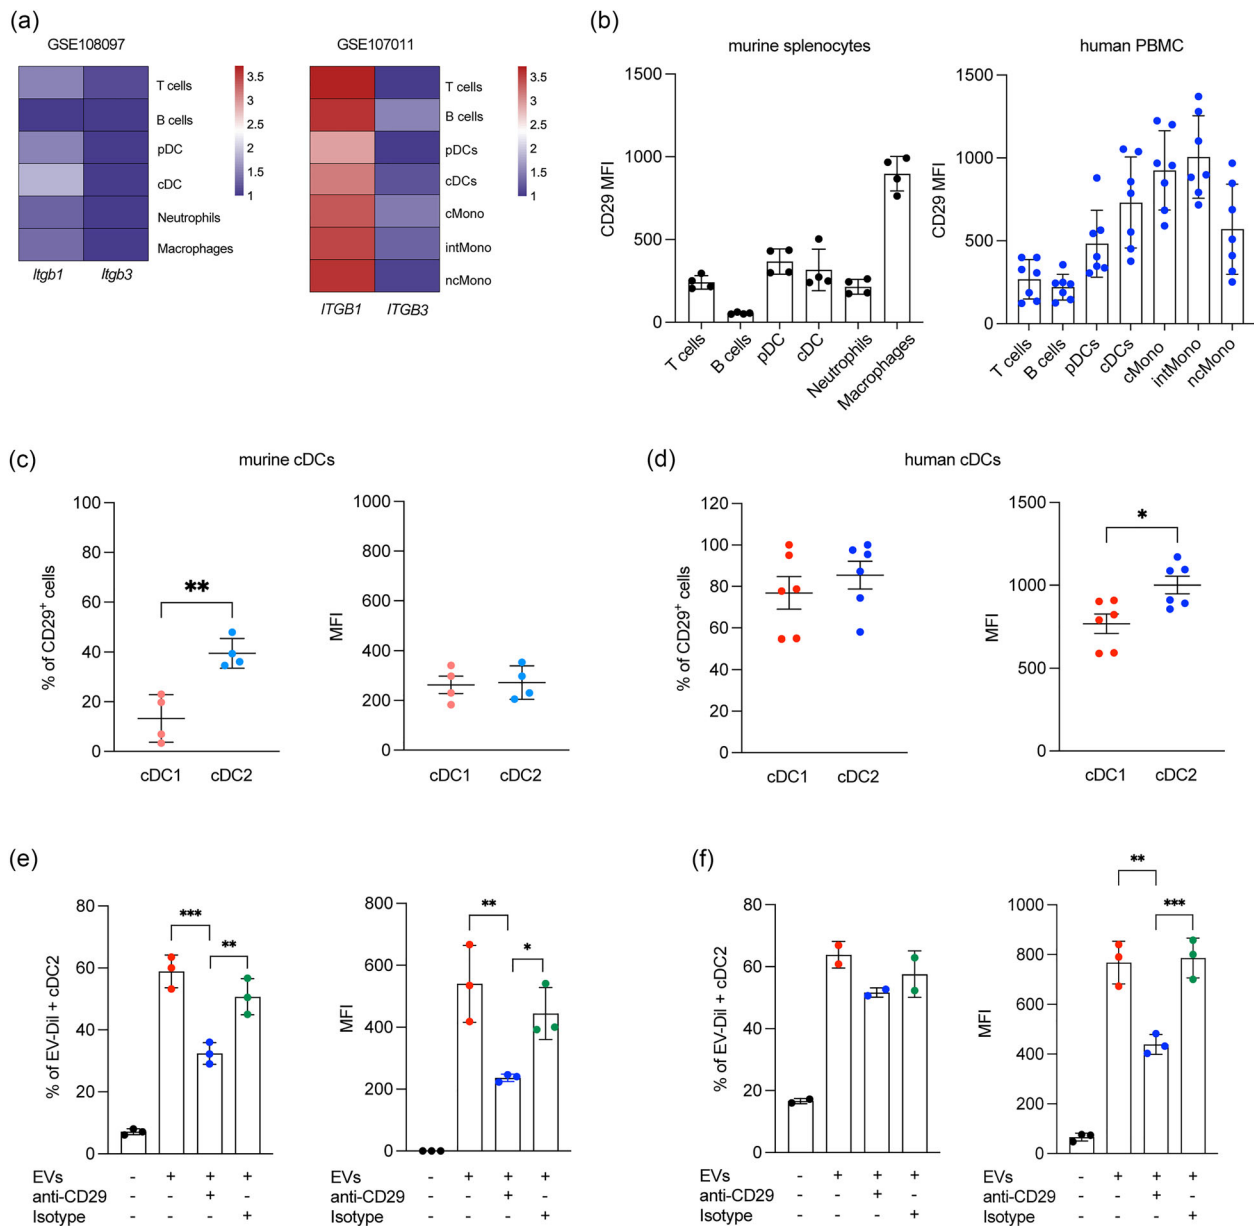 (a)
GSE108097
3.5
3
2.5
2
1.5
1
T cells
B cells
pDC
cDC
Neutrophils
Macrophages
Itgb1 Itgb3
GSE107011
3.5
3
2.5
2
1.5
1
T cells
B cells
pDCs
cDCs
cMono
intMono
ncMono
ITGB1 ITGB3
(b)
murine splenocytes
CD29 MFI
1500
1000
500
0
T cells B cells pDC cDC Neutrophils Macrophages
human PBMC
CD29 MFI
1500
1000
500
0
T cells B cells pDCs cDCs cMono intMono ncMono
(c)
murine cDCs
% of CD29+ cells
100
80
60
40
20
0
**
cDC1 cDC2
MFI
1000
800
600
400
200
0
cDC1 cDC2
(d)
human cDCs
% of CD29+ cells
120
100
80
60
40
20
0
cDC1 cDC2
MFI
1500
1000
500
0
*
cDC1 cDC2
(e)
% of EV-DiI + cDC2
80
60
40
20
0
*** **
EVs - + + +
anti-CD29 - - + -
Isotype - - - +
MFI
800
600
400
200
0
** *
- + + +
- - + -
- - - +
(f)
% of EV-DiI + cDC2
80
60
40
20
0
EVs - + + +
anti-CD29 - - + -
Isotype - - - +
MFI
1000
800
600
400
200
0
** ***
EVs - + + +
anti-CD29 - - + -
Isotype - - - +